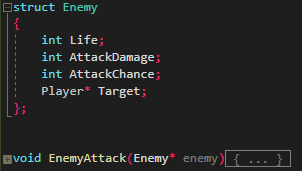 struct Enemy
{
int Life;
int AttackDamage;
int AttackChance;
Player* Target;
};
void EnemyAttack(Enemy* enemy){ ... }